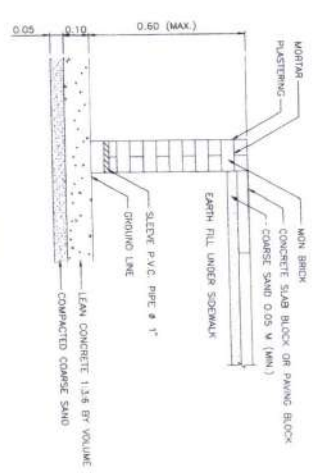 MORTAR
PLASTERING
MON BRICK
CONCRETE SLAB BLOCK OR PAVING BLOCK
COARSE SAND 0.05 M (MIN.)
EARTH FILL UNDER SIDEWALK
SLEEVE P.V.C. PIPE ø 1"
GROUND LINE
LEAN CONCRETE 1:3:6 BY VOLUME
COMPACTED COARSE SAND
0.60 (MAX.)
0.10
0.05